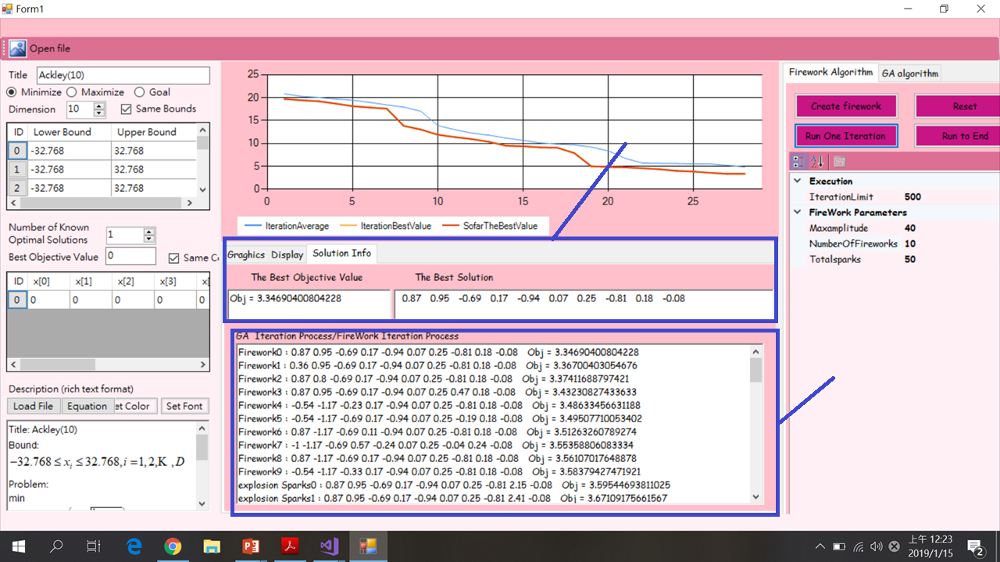 Form1
Open file
Title Ackley(10)
Minimize Maximize Goal
Dimension 10 Same Bounds
ID Lower Bound Upper Bound
0 -32.768 32.768
1 -32.768 32.768
2 -32.768 32.768
Number of Known
Optimal Solutions 1
Best Objective Value 0 Same Co
ID x[0] x[1] x[2] x[3] x[
0 0 0 0 0 0
Description (rich text format)
Load File Equation et Color Set Font
Title: Ackley(10)
Bound:
−32.768 ≤ xᵢ ≤ 32.768, i = 1, 2, K , D
Problem:
min
25
20
15
10
5
0
0 5 10 15 20 25
IterationAverage IterationBestValue SofarTheBestValue
Graghics Display Solution Info
The Best Objective Value The Best Solution
Obj = 3.34690400804228 0.87 0.95 -0.69 0.17 -0.94 0.07 0.25 -0.81 0.18 -0.08
GA Iteration Process/FireWork Iteration Process
Firework0 : 0.87 0.95 -0.69 0.17 -0.94 0.07 0.25 -0.81 0.18 -0.08 Obj = 3.34690400804228
Firework1 : 0.36 0.95 -0.69 0.17 -0.94 0.07 0.25 -0.81 0.18 -0.08 Obj = 3.36700403054676
Firework2 : 0.87 0.8 -0.69 0.17 -0.94 0.07 0.25 -0.81 0.18 -0.08 Obj = 3.37411688797421
Firework3 : 0.87 0.95 -0.69 0.17 -0.94 0.07 0.25 0.47 0.18 -0.08 Obj = 3.43230827433633
Firework4 : -0.54 -1.17 -0.23 0.17 -0.94 0.07 0.25 -0.81 0.18 -0.08 Obj = 3.48633456631188
Firework5 : -0.54 -1.17 -0.69 0.17 -0.94 0.07 0.25 -0.19 0.18 -0.08 Obj = 3.49507710053402
Firework6 : 0.87 -1.17 -0.69 0.11 -0.94 0.07 0.25 -0.81 0.18 -0.08 Obj = 3.51263260789274
Firework7 : -1 -1.17 -0.69 0.57 -0.24 0.07 0.25 -0.04 0.24 -0.08 Obj = 3.55358806083334
Firework8 : 0.87 -1.17 -0.69 0.17 -0.94 0.07 0.25 -0.81 0.18 -0.08 Obj = 3.56107017648878
Firework9 : -0.54 -1.17 -0.33 0.17 -0.94 0.07 0.25 -0.81 0.18 -0.08 Obj = 3.58379427471921
explosion Sparks0 : 0.87 0.95 -0.69 0.17 -0.94 0.07 0.25 -0.81 2.15 -0.08 Obj = 3.59544693811025
explosion Sparks1 : 0.87 0.95 -0.69 0.17 -0.94 0.07 0.25 -0.81 2.41 -0.08 Obj = 3.67109175661567
Firework Algorithm GA algorithm
Create firework Reset
Run One Iteration Run to End
Execution
IterationLimit 500
FireWork Parameters
Maxamplitude 40
NumberOfFireworks 10
Totalsparks 50
上午 12:23
2019/1/15
2